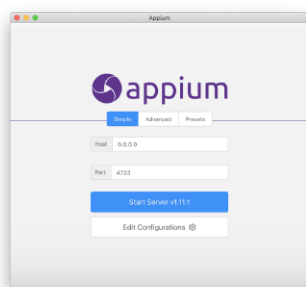 Appium
appium
Simple Advanced Presets
Host 0.0.0.0
Port 4723
Start Server v1.11.1
Edit Configurations